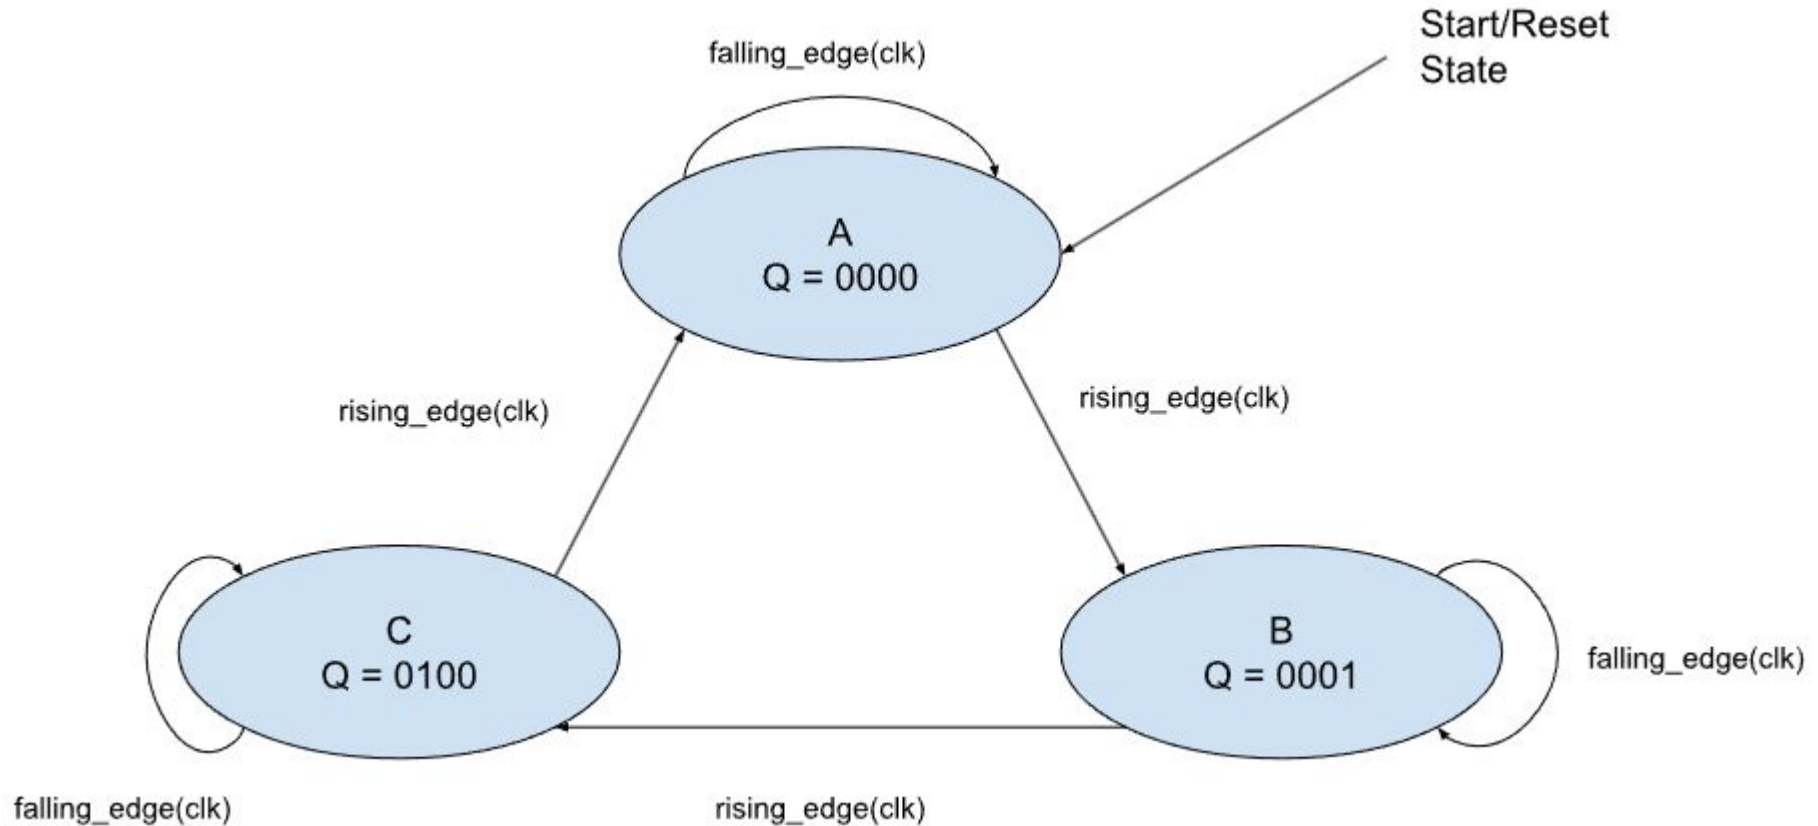 Start/Reset
State
falling_edge(clk)
A
Q = 0000
rising_edge(clk)
rising_edge(clk)
C
Q = 0100
B
Q = 0001
falling_edge(clk)
falling_edge(clk)
rising_edge(clk)